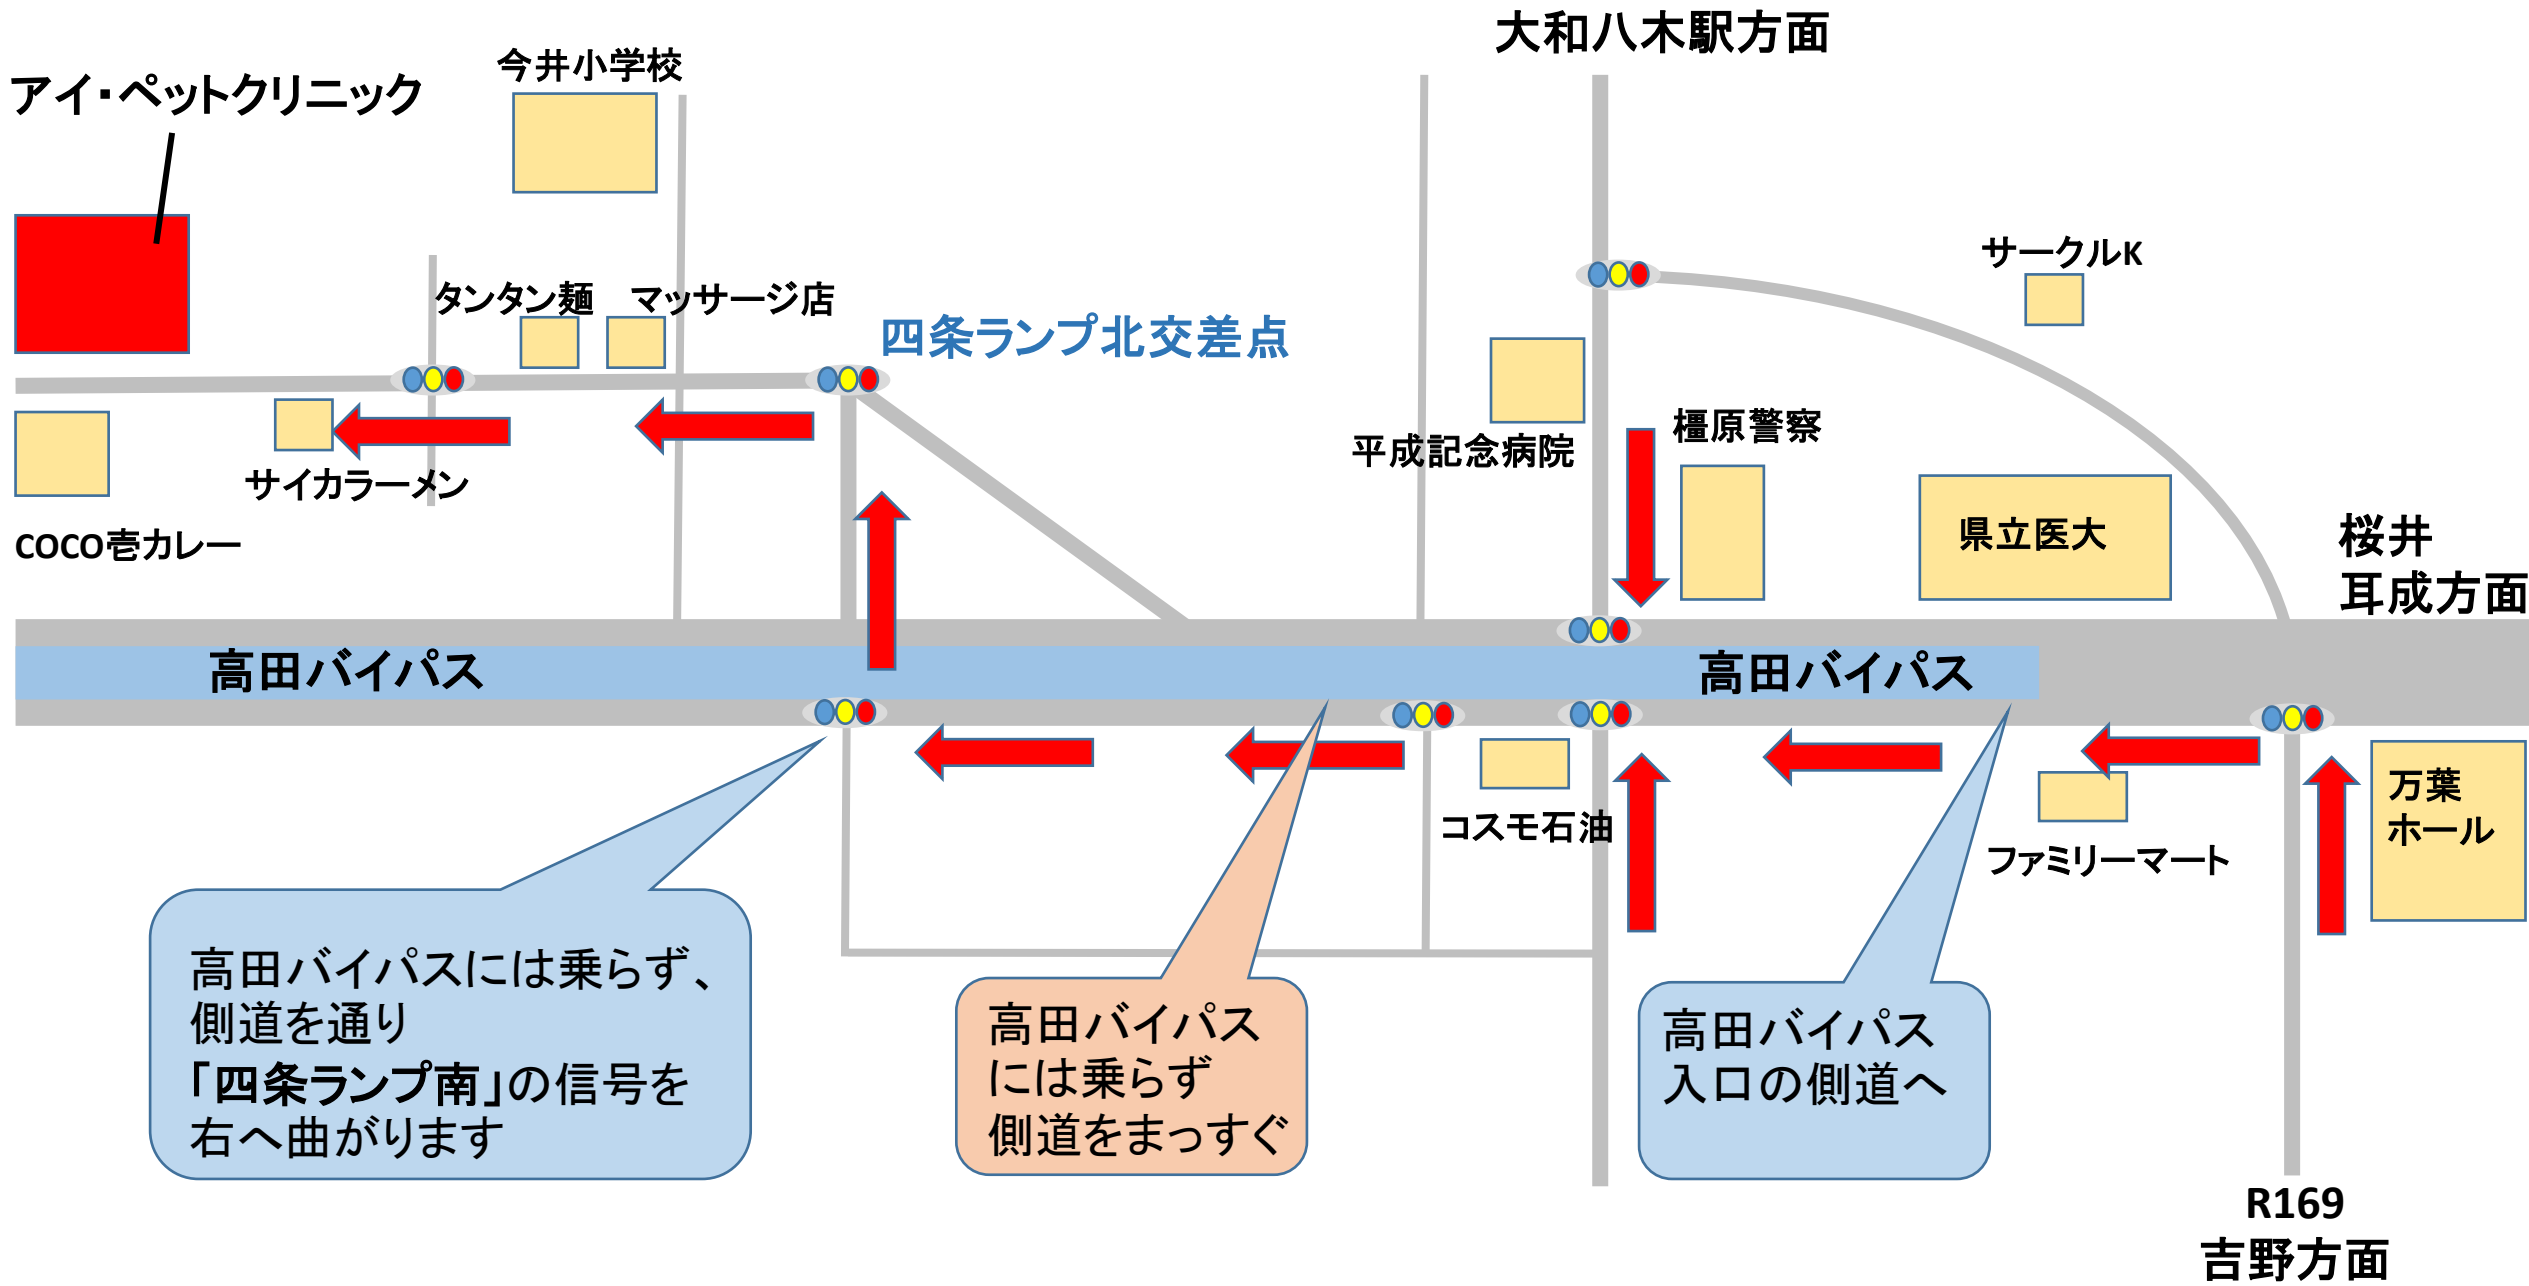 大和八木駅方面
今井小学校
アイ・ペットクリニック
サークルK
タンタン麺
マッサージ店
四条ランプ北交差点
橿原警察
平成記念病院
サイカラーメン
COCO壱カレー
県立医大
桜井
耳成方面
高田バイパス
高田バイパス
万葉
ホール
コスモ石油
ファミリーマート
高田バイパスには乗らず、
側道を通り
「四条ランプ南」の信号を
右へ曲がります
高田バイパス
には乗らず
側道をまっすぐ
高田バイパス
入口の側道へ
R169
吉野方面